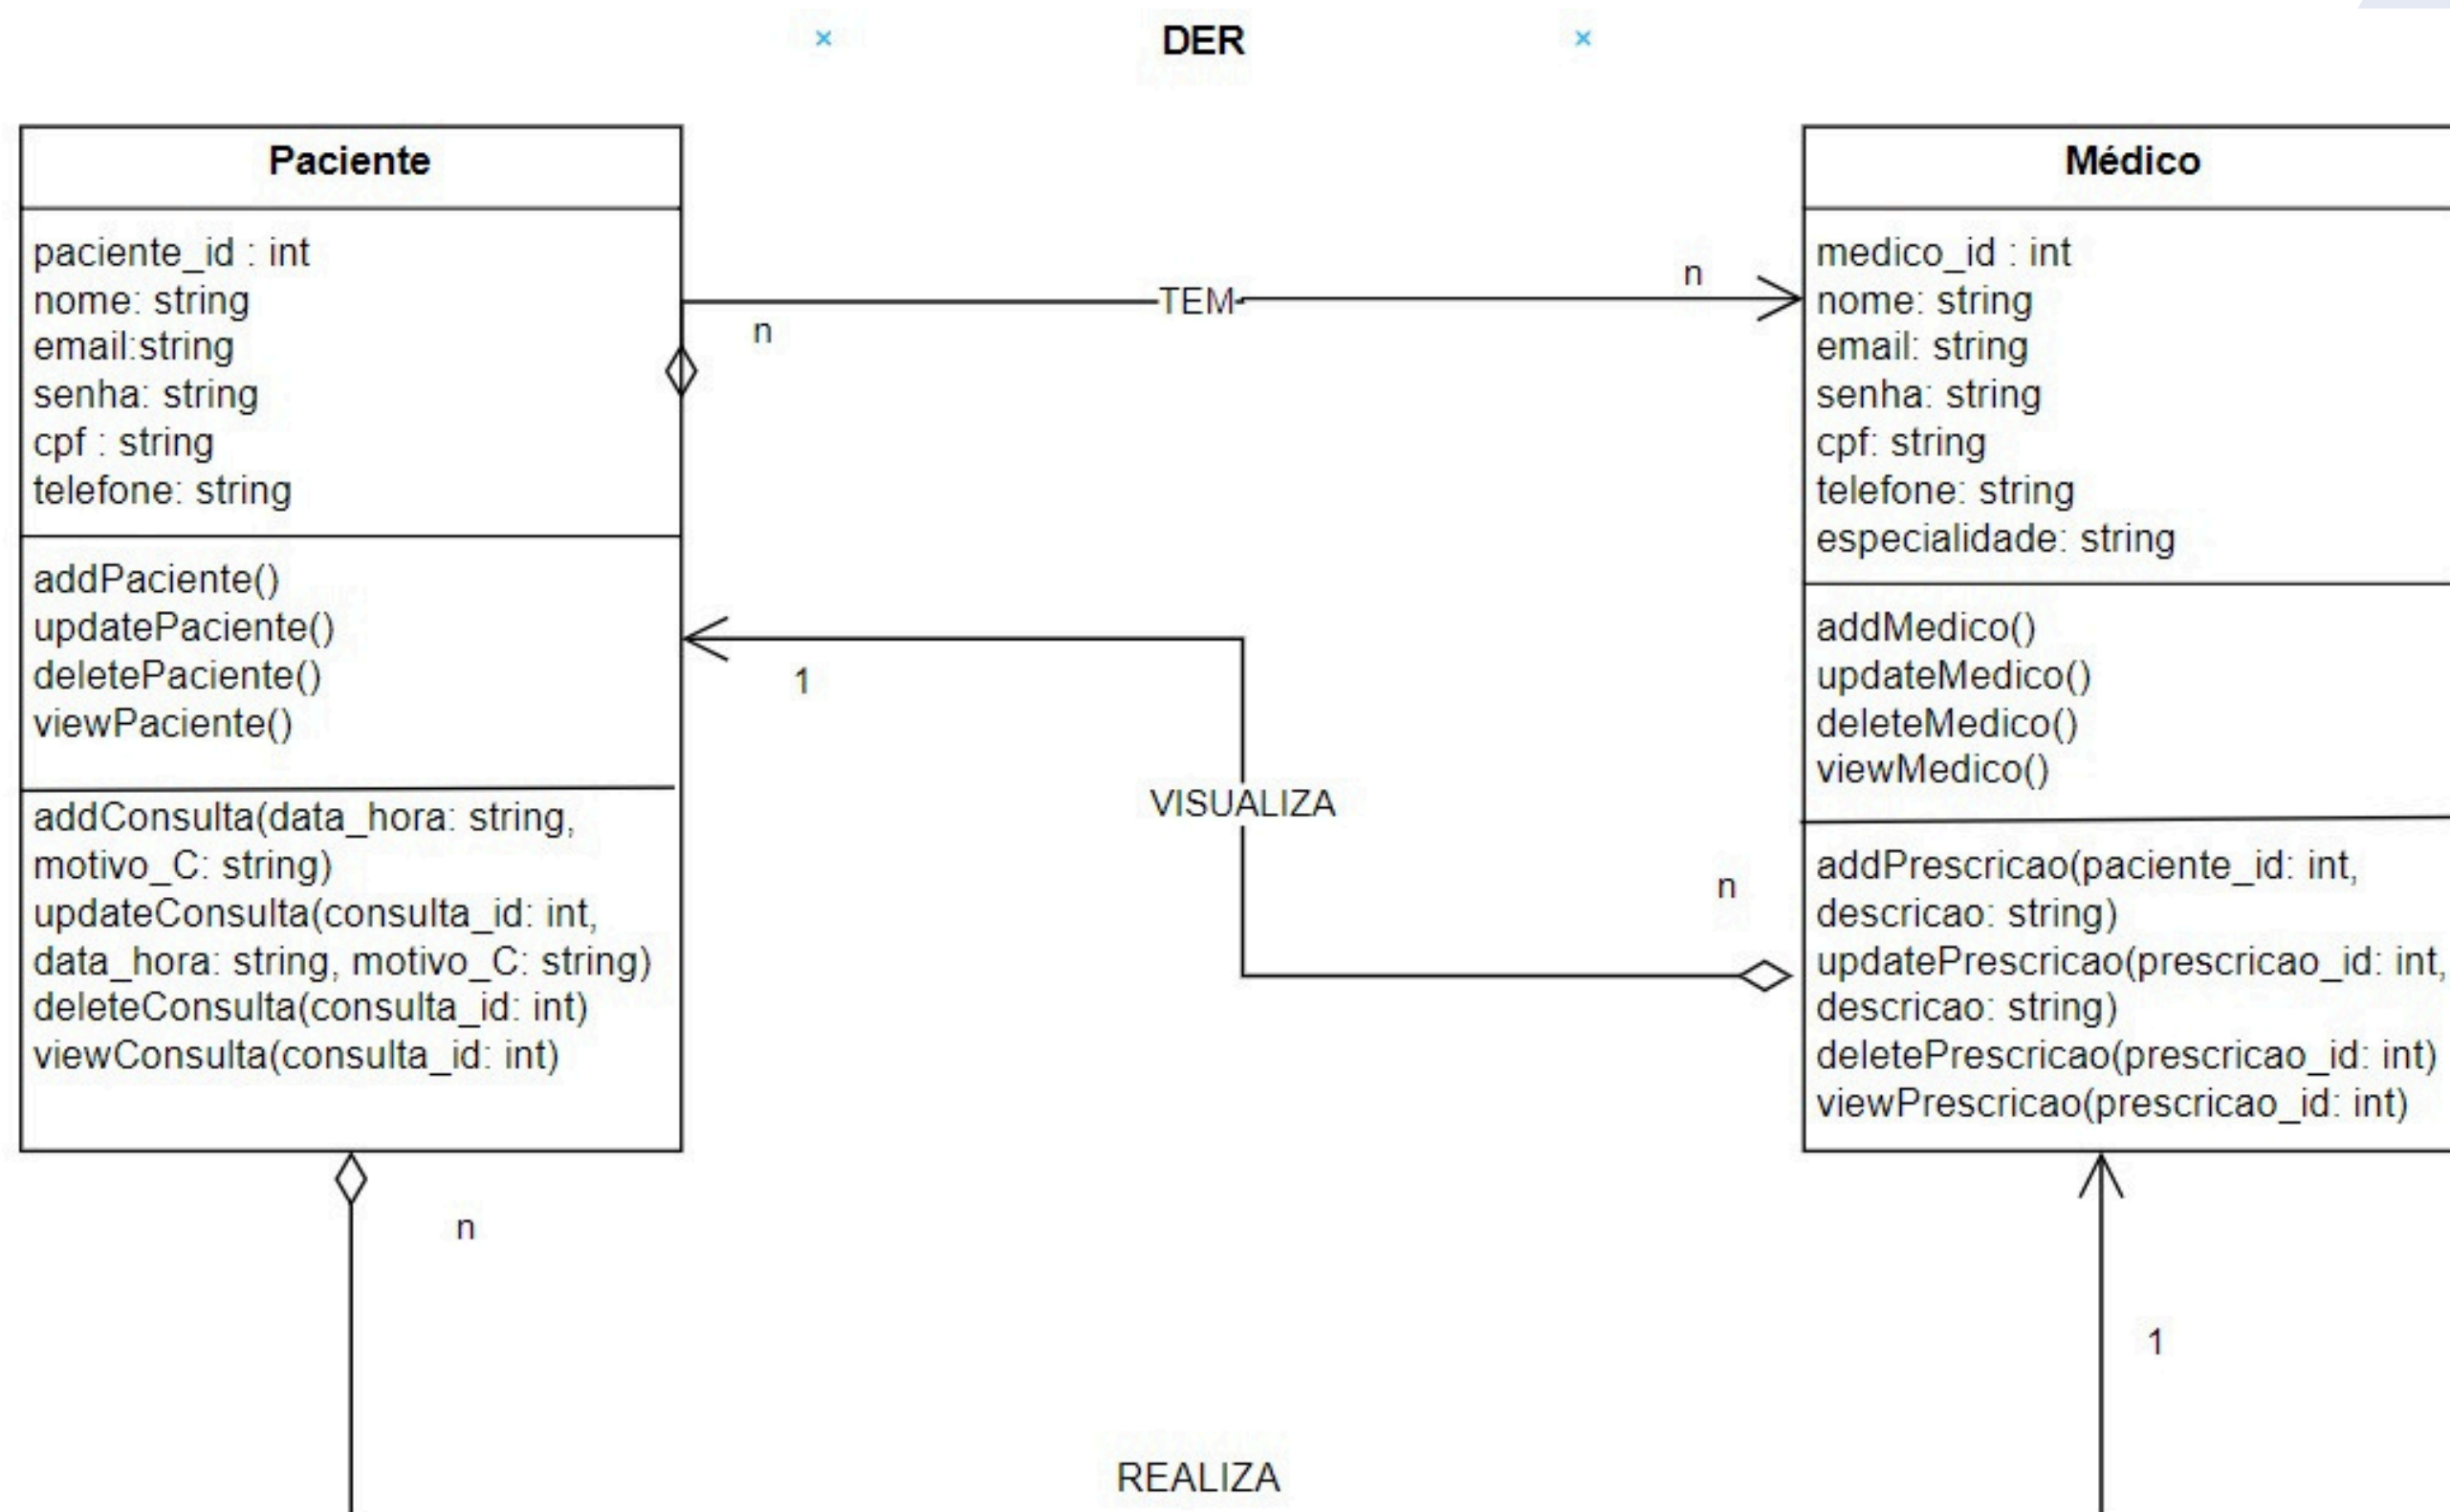 DER
Paciente
paciente_id : int
nome: string
email:string
senha: string
cpf : string
telefone: string
addPaciente()
updatePaciente()
deletePaciente()
viewPaciente()
addConsulta(data_hora: string,
motivo_C: string)
updateConsulta(consulta_id: int,
data_hora: string, motivo_C: string)
deleteConsulta(consulta_id: int)
viewConsulta(consulta_id: int)
n
TEM
n
1
VISUALIZA
n
Médico
medico_id : int
nome: string
email: string
senha: string
cpf: string
telefone: string
especialidade: string
addMedico()
updateMedico()
deleteMedico()
viewMedico()
addPrescricao(paciente_id: int,
descricao: string)
updatePrescricao(prescricao_id: int,
descricao: string)
deletePrescricao(prescricao_id: int)
viewPrescricao(prescricao_id: int)
n
1
REALIZA